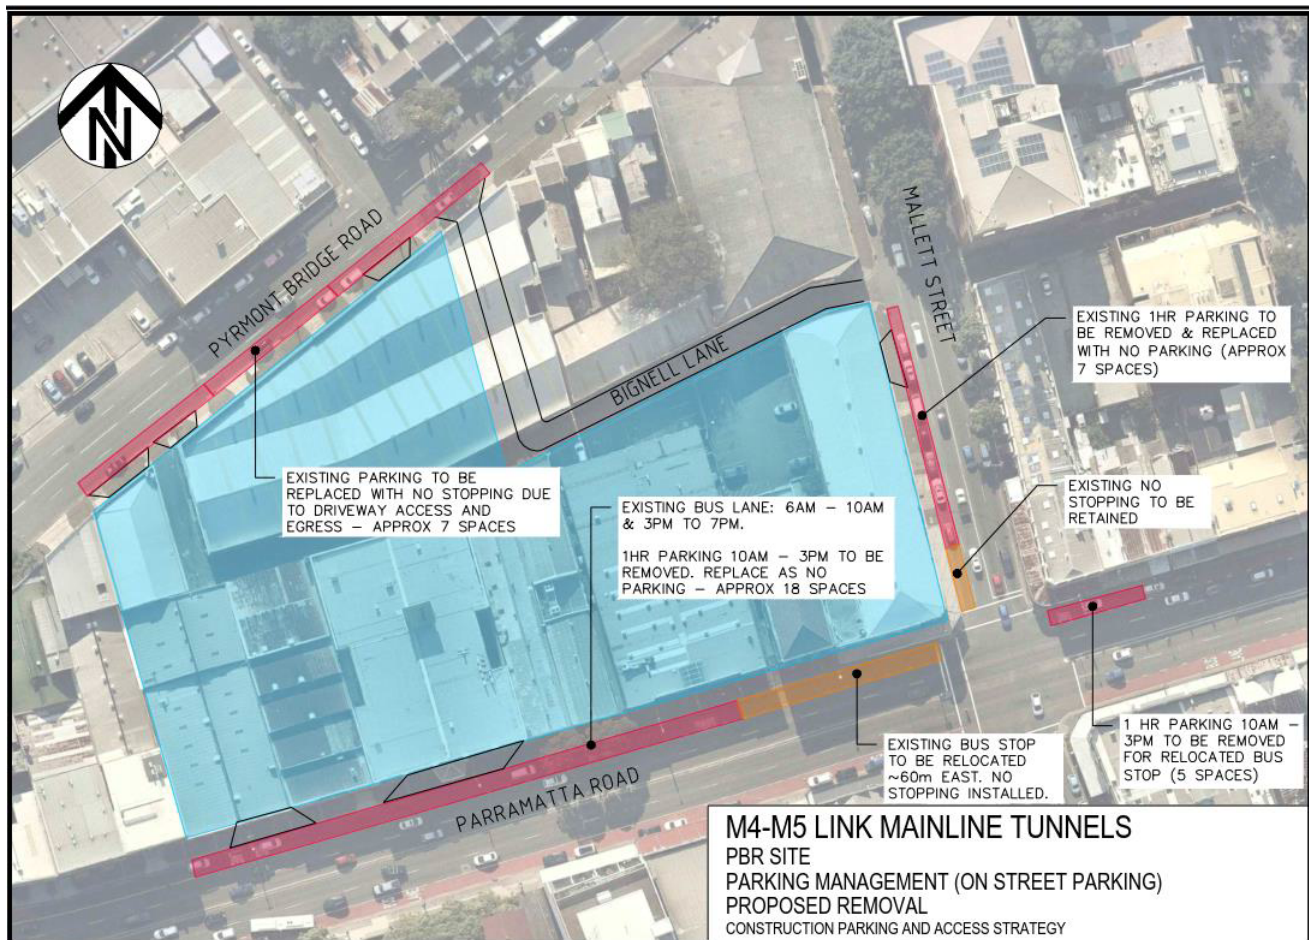 N
PYRMONT BRIDGE ROAD
MALLETT STREET
BIGNELL LANE
EXISTING 1HR PARKING TO
BE REMOVED & REPLACED
WITH NO PARKING (APPROX
7 SPACES)
EXISTING PARKING TO BE
REPLACED WITH NO STOPPING DUE
TO DRIVEWAY ACCESS AND
EGRESS – APPROX 7 SPACES
EXISTING BUS LANE: 6AM – 10AM
& 3PM TO 7PM.
1HR PARKING 10AM – 3PM TO BE
REMOVED. REPLACE AS NO
PARKING – APPROX 18 SPACES
EXISTING NO
STOPPING TO BE
RETAINED
EXISTING BUS STOP
TO BE RELOCATED
~60m EAST. NO
STOPPING INSTALLED.
1 HR PARKING 10AM –
3PM TO BE REMOVED
FOR RELOCATED BUS
STOP (5 SPACES)
PARRAMATTA ROAD
M4-M5 LINK MAINLINE TUNNELS
PBR SITE
PARKING MANAGEMENT (ON STREET PARKING)
PROPOSED REMOVAL
CONSTRUCTION PARKING AND ACCESS STRATEGY